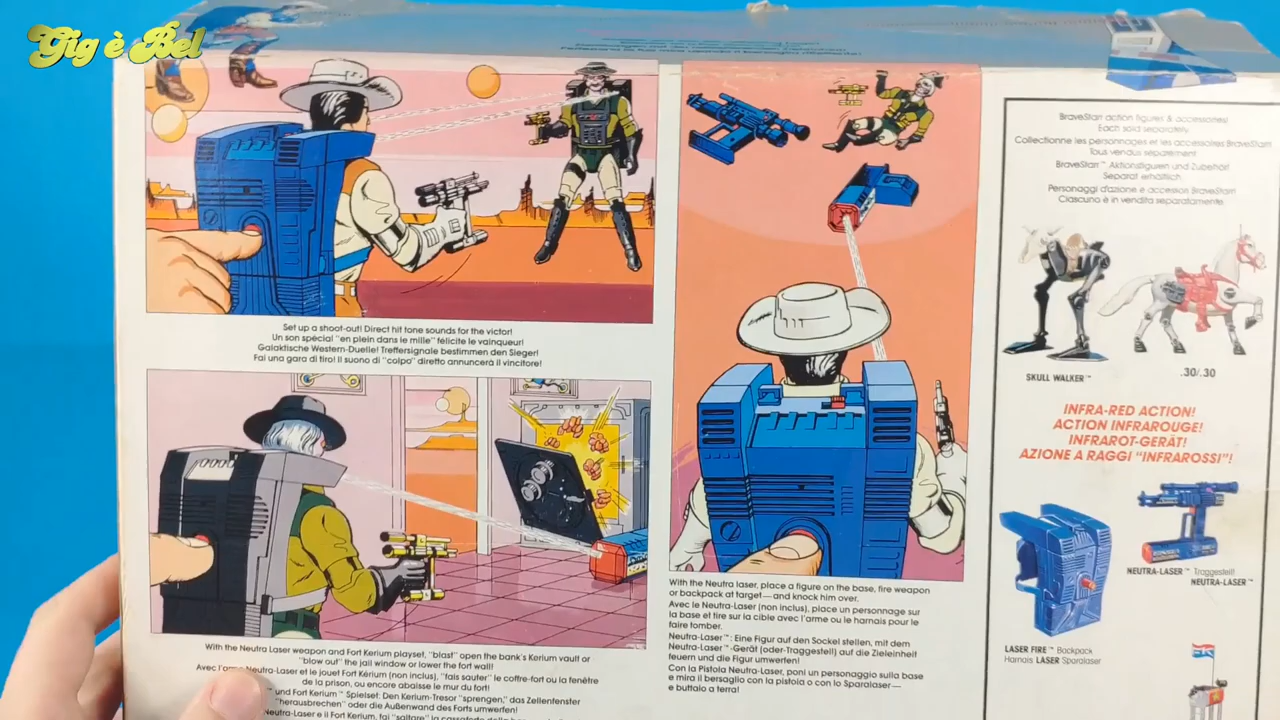 Gig è Bel
Set up a shoot-out! Direct hit tone sounds for the victor!
Un son spécial "en plein dans le mille" félicite le vainqueur!
Galaktische Western-Duelle! Treffersignale bestimmen den Sieger!
Fai una gara di tiro! Il suono di "colpo" diretto annuncerà il vincitore!
With the Neutra Laser weapon and Fort Kerium playset, "blast" open the bank's Kerium vault or
"blow out" the jail window or lower the fort wall!
Neutra-Laser et le jouet Fort Kérium (non inclus), "fais sauter" le coffre-fort ou la fenêtre
de la prison, ou encore abaisse le mur du fort!
und Fort Kerium™ Spielset: Den Kerium-Tresor "sprengen," das Zellenfenster
"herausbrechen" oder die Außenwand des Forts umwerfen!
With the Neutra laser, place a figure on the base, fire weapon
or backpack at target—and knock him over.
Avec le Neutra-Laser (non inclus), place un personnage sur
la base et tire sur la cible avec l'arme ou le harnais pour le
faire tomber.
Neutra-Laser™: Eine Figur auf den Sockel stellen, mit dem
Neutra-Laser™-Gerät (oder-Traggestell) auf die Zieleinheit
feuern und die Figur umwerfen!
Con la Pistola Neutra-Laser, poni un personaggio sulla base
e mira il bersaglio con la pistola o con lo Sparalaser—
e buttalo a terra!
BraveStarr action figures & accessories!
Each sold separately.
Collectionne les personnages et les accessoires BraveStarr!
Tous vendus séparément.
BraveStarr™ Aktionsfiguren und Zubehör!
Separat erhältlich.
Personaggi d'azione e accessori BraveStarr!
Ciascuno è in vendita separatamente.
SKULL WALKER™
.30/.30
INFRA-RED ACTION!
ACTION INFRAROUGE!
INFRAROT-GERÄT!
AZIONE A RAGGI "INFRAROSSI"!
NEUTRA-LASER™ Traggestell
NEUTRA-LASER™
LASER FIRE™ Backpack
Harnais LASER Sparalaser